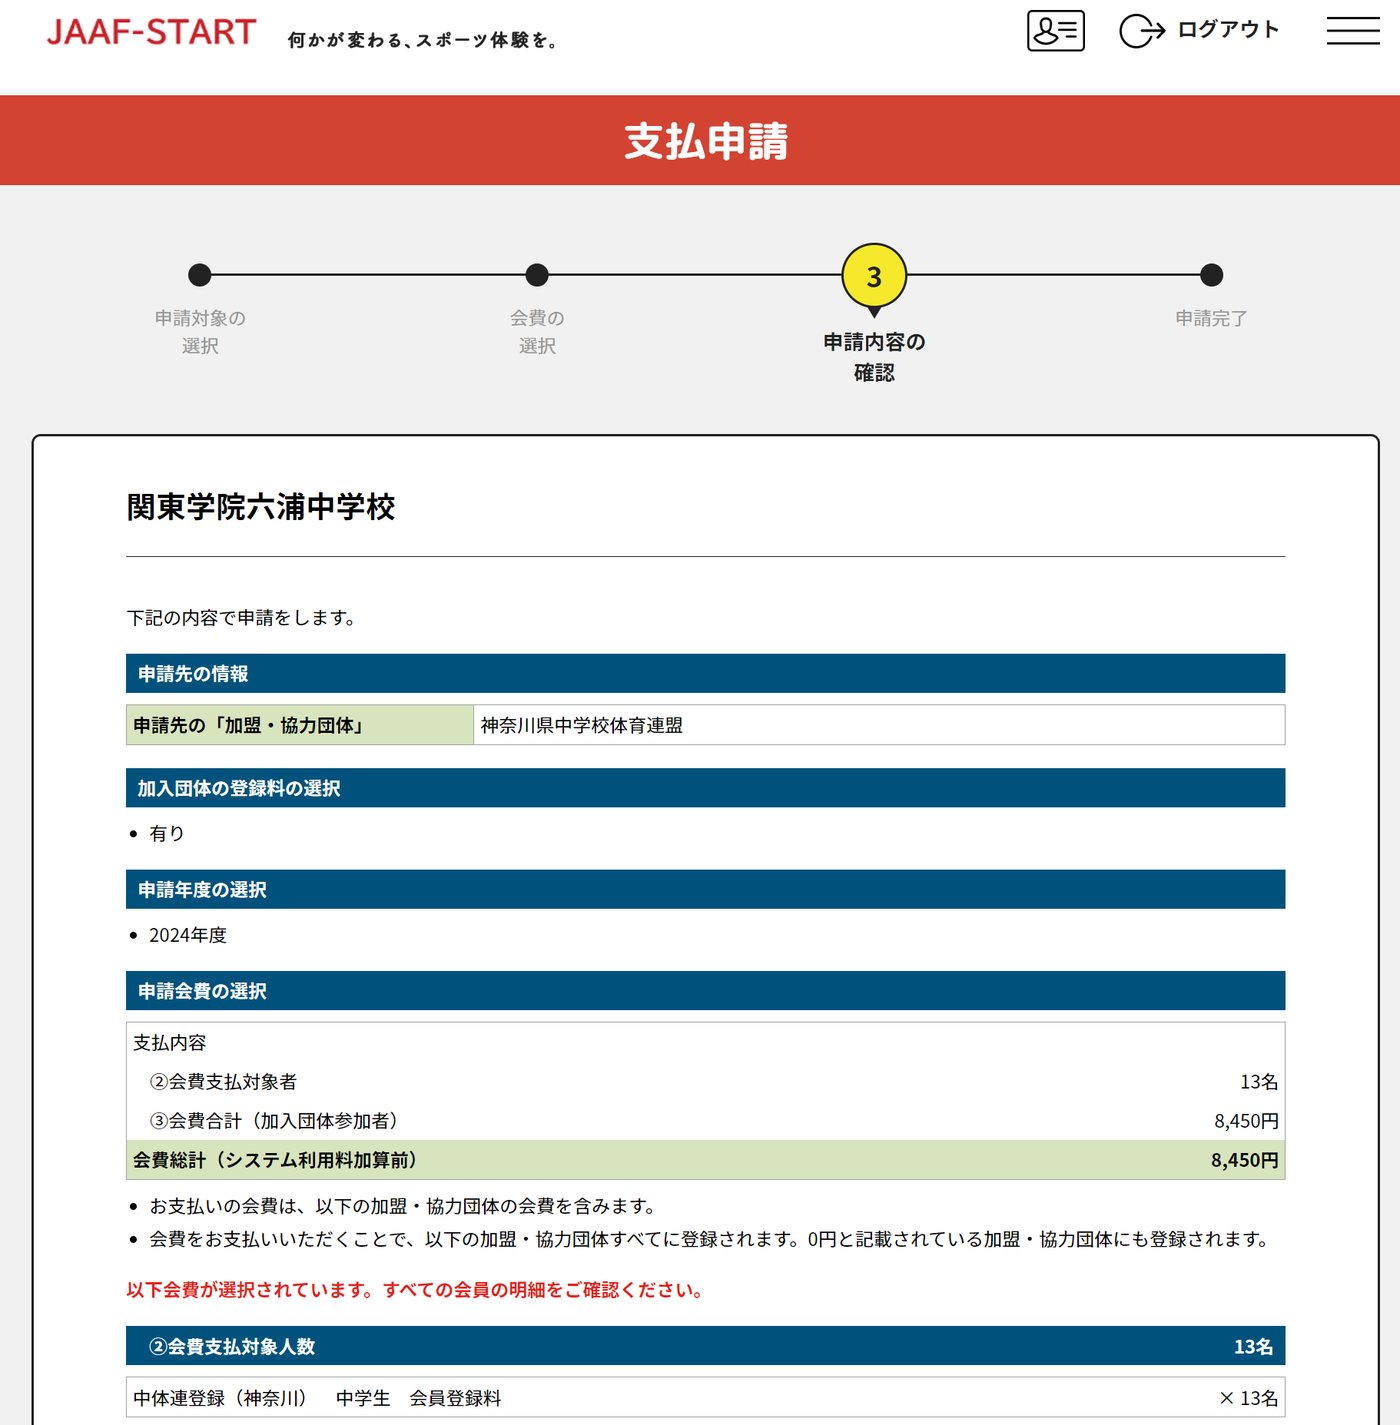 JAAF-START
何かが変わる、スポーツ体験を。
ログアウト
支払申請
申請対象の
選択
会費の
選択
3
申請内容の
確認
申請完了
関東学院六浦中学校
下記の内容で申請をします。
申請先の情報
申請先の「加盟・協力団体」 神奈川県中学校体育連盟
加入団体の登録料の選択
• 有り
申請年度の選択
• 2024年度
申請会費の選択
支払内容
②会費支払対象者 13名
③会費合計（加入団体参加者） 8,450円
会費総計（システム利用料加算前） 8,450円
• お支払いの会費は、以下の加盟・協力団体の会費を含みます。
• 会費をお支払いいただくことで、以下の加盟・協力団体すべてに登録されます。0円と記載されている加盟・協力団体にも登録されます。
以下会費が選択されています。すべての会員の明細をご確認ください。
②会費支払対象人数 13名
中体連登録（神奈川） 中学生 会員登録料 × 13名